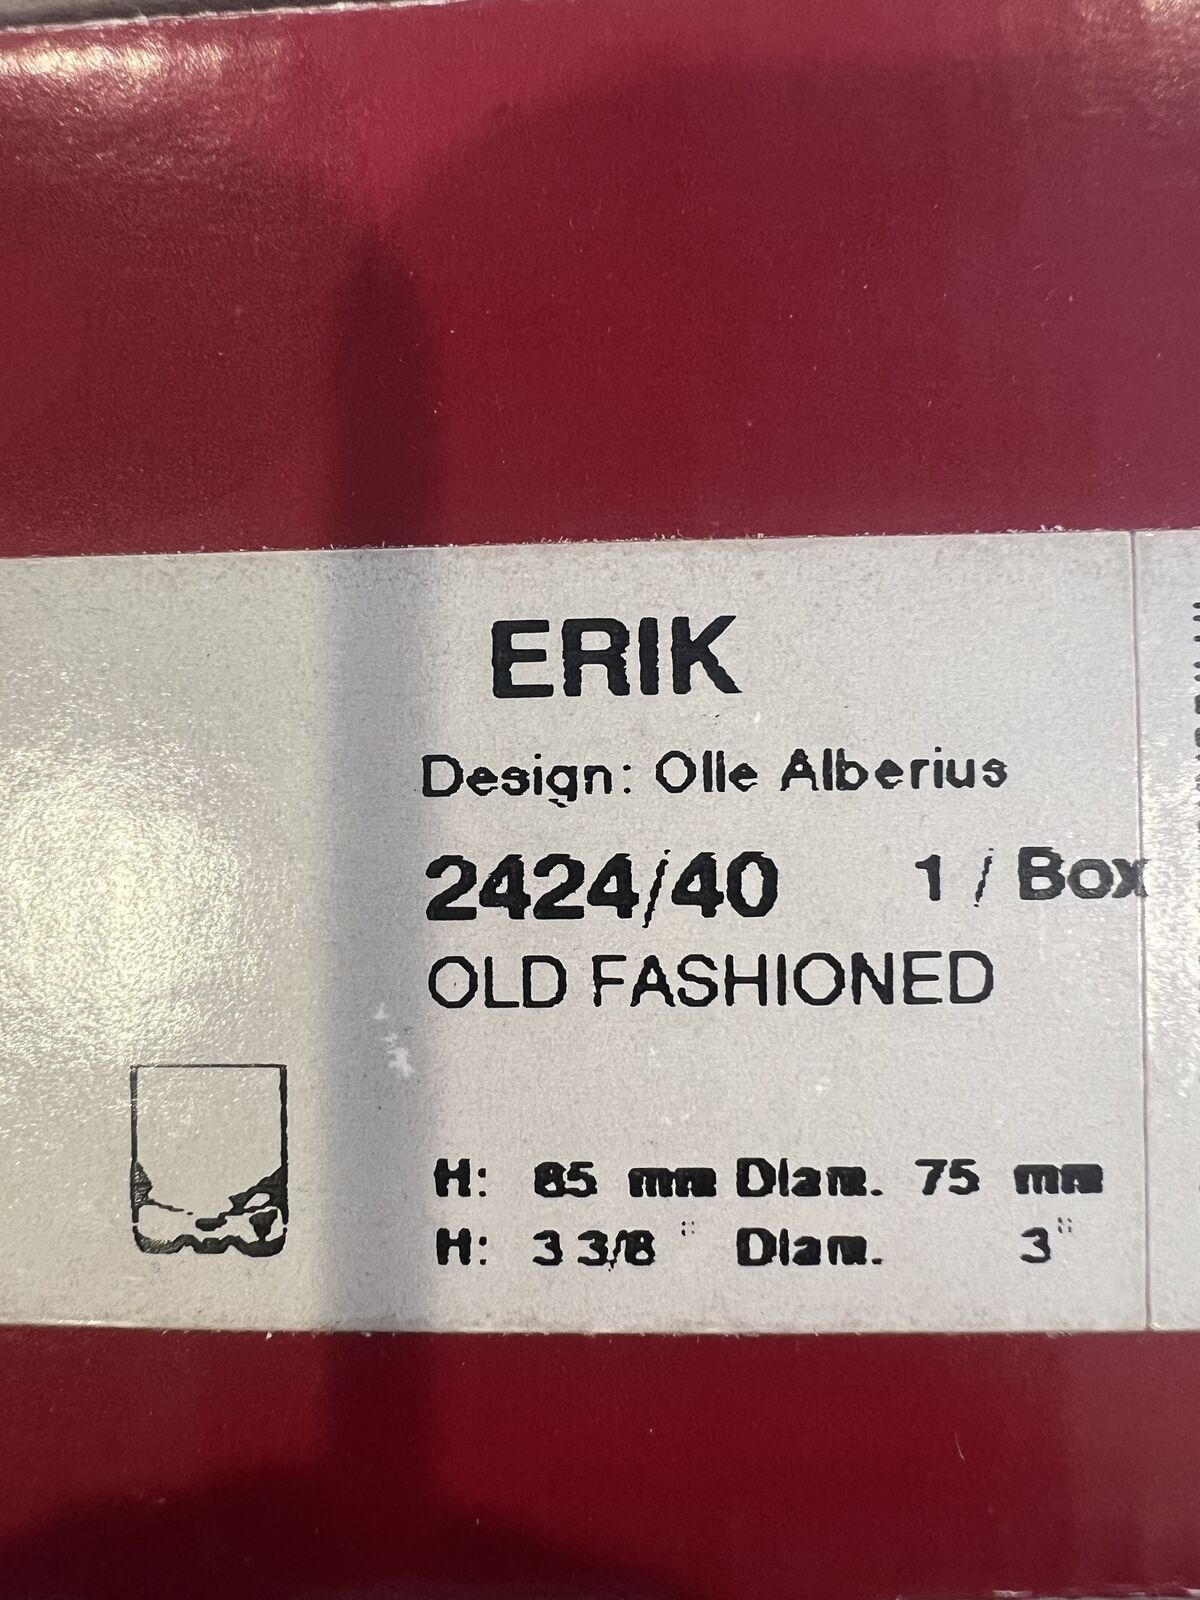 ERIK
Design: Olle Alberius
2424/40 1 / Box
OLD FASHIONED
H: 85 mm Diam. 75 mm
H: 3 3/8" Diam. 3"